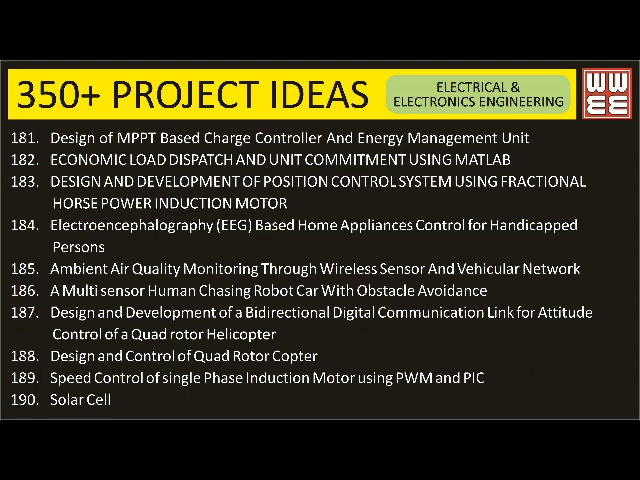 350+ PROJECT IDEAS
ELECTRICAL &
ELECTRONICS ENGINEERING
WW
EE
181. Design of MPPT Based Charge Controller And Energy Management Unit
182. ECONOMIC LOAD DISPATCH AND UNIT COMMITMENT USING MATLAB
183. DESIGN AND DEVELOPMENT OF POSITION CONTROL SYSTEM USING FRACTIONAL
HORSE POWER INDUCTION MOTOR
184. Electroencephalography (EEG) Based Home Appliances Control for Handicapped
Persons
185. Ambient Air Quality Monitoring Through Wireless Sensor And Vehicular Network
186. A Multi sensor Human Chasing Robot Car With Obstacle Avoidance
187. Design and Development of a Bidirectional Digital Communication Link for Attitude
Control of a Quad rotor Helicopter
188. Design and Control of Quad Rotor Copter
189. Speed Control of single Phase Induction Motor using PWM and PIC
190. Solar Cell